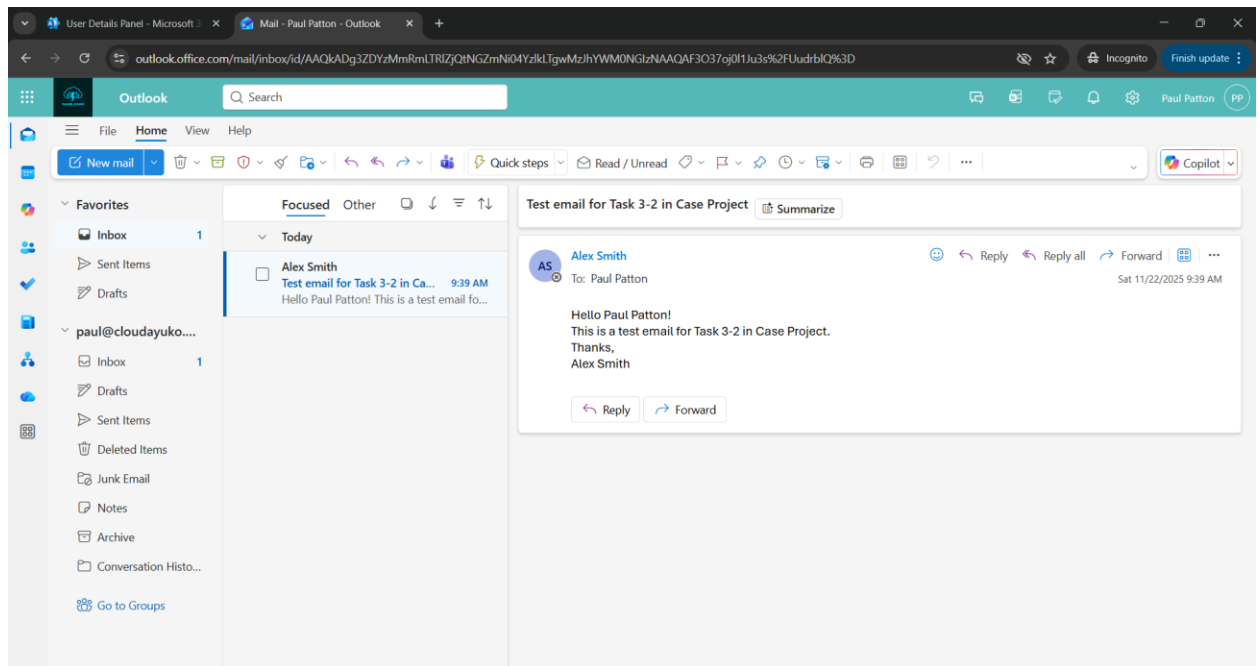 User Details Panel - Microsoft 3
Mail - Paul Patton - Outlook
outlook.office.com/mail/inbox/id/AAQkADg3ZDYzMmRmLTRlZjQtNGZmNi04YzlkLTgwMzJhYWM0NGIzNAAQAF3O37oj0l1Ju3s%2FUudrblQ%3D
Incognito
Finish update
Outlook
Search
Paul Patton
PP
File Home View Help
New mail
Quick steps
Read / Unread
Copilot
Favorites
Inbox 1
Sent Items
Drafts
paul@cloudayuko....
Inbox 1
Drafts
Sent Items
Deleted Items
Junk Email
Notes
Archive
Conversation Histo...
Go to Groups
Focused Other
Today
Alex Smith
Test email for Task 3-2 in Ca... 9:39 AM
Hello Paul Patton! This is a test email fo...
Test email for Task 3-2 in Case Project
Summarize
AS
Alex Smith
To: Paul Patton
Reply
Reply all
Forward
Sat 11/22/2025 9:39 AM
Hello Paul Patton!
This is a test email for Task 3-2 in Case Project.
Thanks,
Alex Smith
Reply
Forward